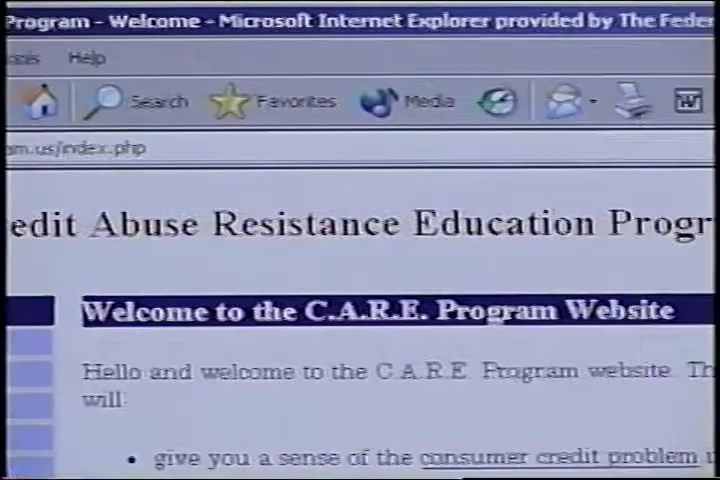 Program - Welcome - Microsoft Internet Explorer provided by The Feder
Help
Search Favorites Media W
am.us/index.php
edit Abuse Resistance Education Progr
Welcome to the C.A.R.E. Program Website
Hello and welcome to the C.A.R.E. Program website. Th
will:
• give you a sense of the consumer credit problem i